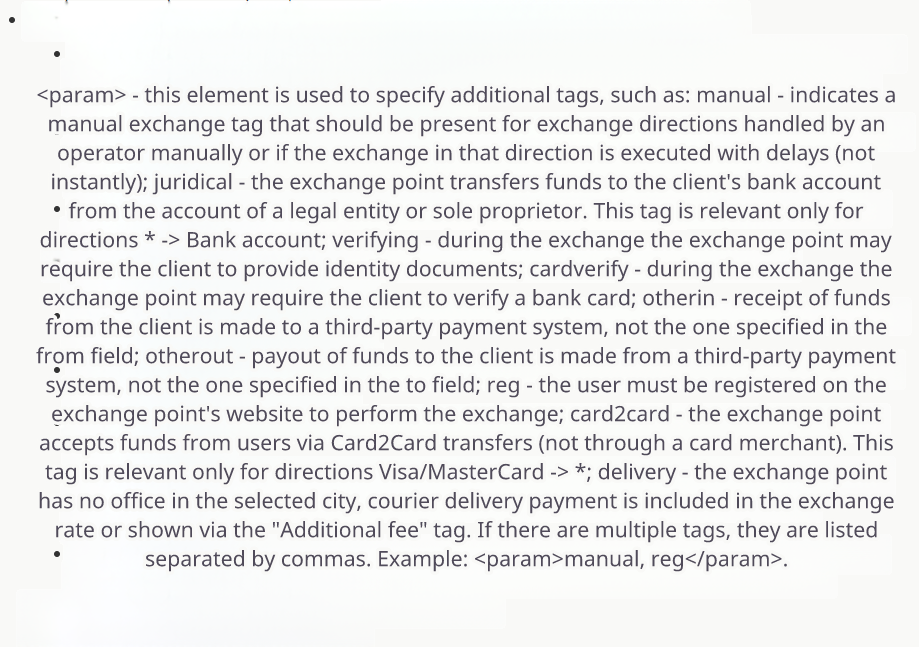 <param> - this element is used to specify additional tags, such as: manual - indicates a
manual exchange tag that should be present for exchange directions handled by an
operator manually or if the exchange in that direction is executed with delays (not
instantly); juridical - the exchange point transfers funds to the client's bank account
• from the account of a legal entity or sole proprietor. This tag is relevant only for
directions * -> Bank account; verifying - during the exchange the exchange point may
require the client to provide identity documents; cardverify - during the exchange the
exchange point may require the client to verify a bank card; otherin - receipt of funds
from the client is made to a third-party payment system, not the one specified in the
from field; otherout - payout of funds to the client is made from a third-party payment
system, not the one specified in the to field; reg - the user must be registered on the
exchange point's website to perform the exchange; card2card - the exchange point
accepts funds from users via Card2Card transfers (not through a card merchant). This
tag is relevant only for directions Visa/MasterCard -> *; delivery - the exchange point
has no office in the selected city, courier delivery payment is included in the exchange
rate or shown via the "Additional fee" tag. If there are multiple tags, they are listed
• separated by commas. Example: <param>manual, reg</param>.